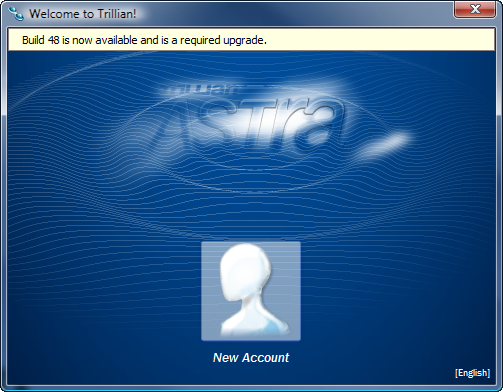 Welcome to Trillian!
Build 48 is now available and is a required upgrade.
trillian
ASTra
New Account
[English]